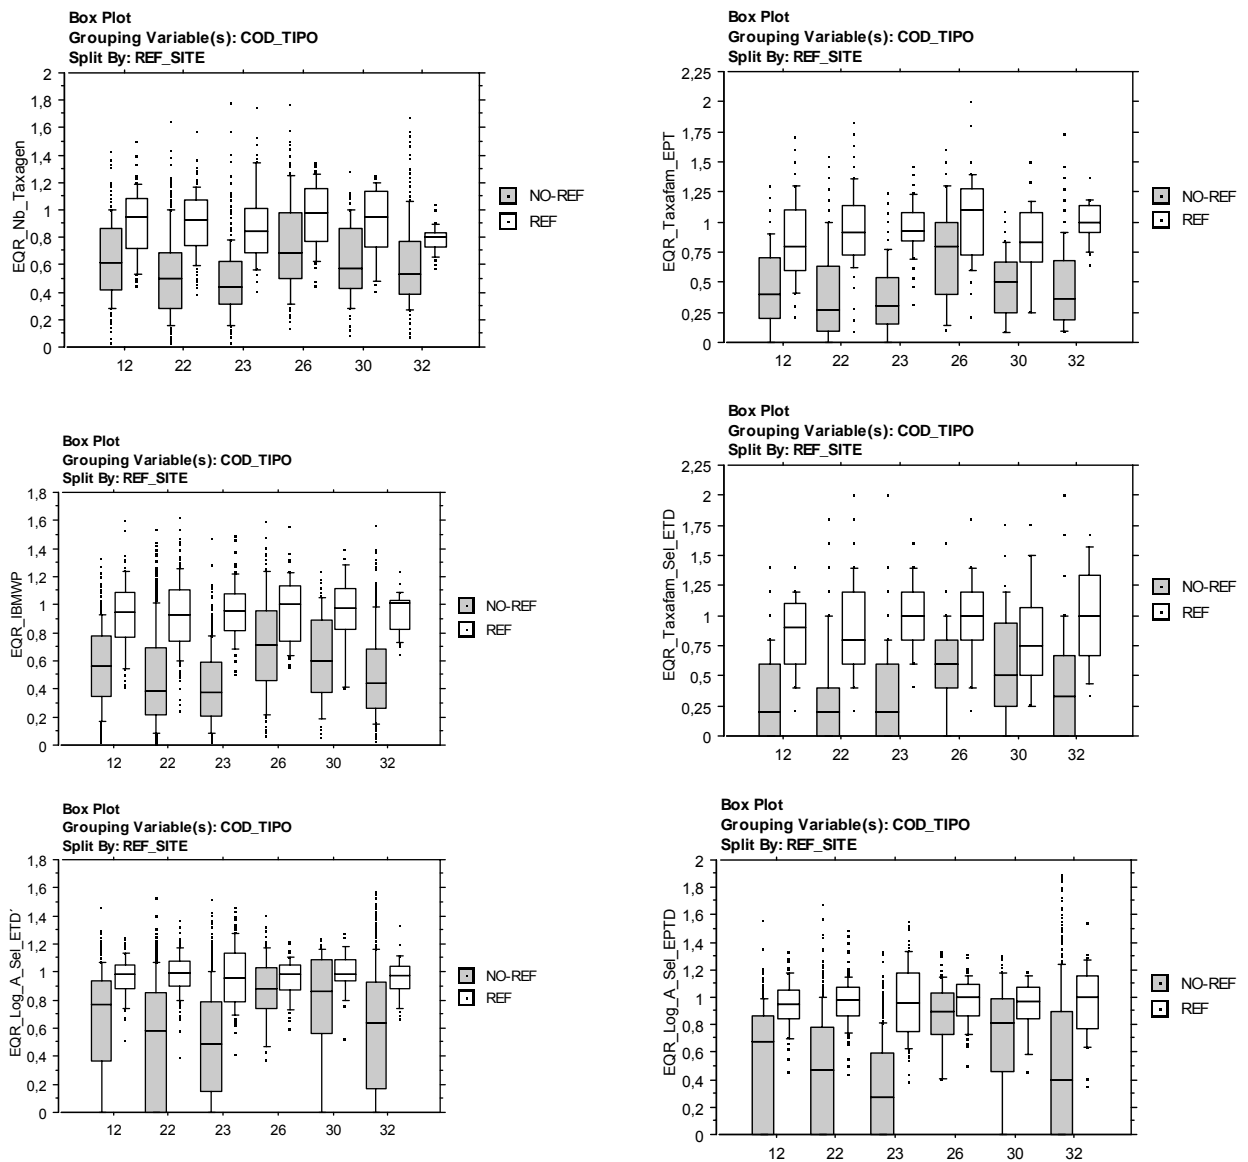 Box Plot
Grouping Variable(s): COD_TIPO
Split By: REF_SITE
2
1,8
1,6
1,4
1,2
1
0,8
0,6
0,4
0,2
0
EQR_Nb_Taxagen
12 22 23 26 30 32
NO-REF
REF
Box Plot
Grouping Variable(s): COD_TIPO
Split By: REF_SITE
2,25
2
1,75
1,5
1,25
1
0,75
0,5
0,25
0
EQR_Taxafam_EPT
12 22 23 26 30 32
NO-REF
REF
Box Plot
Grouping Variable(s): COD_TIPO
Split By: REF_SITE
1,8
1,6
1,4
1,2
1
0,8
0,6
0,4
0,2
0
EQR_IBMWP
12 22 23 26 30 32
NO-REF
REF
Box Plot
Grouping Variable(s): COD_TIPO
Split By: REF_SITE
2,25
2
1,75
1,5
1,25
1
0,75
0,5
0,25
0
EQR_Taxafam_Sel_ETD
12 22 23 26 30 32
NO-REF
REF
Box Plot
Grouping Variable(s): COD_TIPO
Split By: REF_SITE
1,8
1,6
1,4
1,2
1
0,8
0,6
0,4
0,2
0
EQR_Log_A_Sel_ETD´
12 22 23 26 30 32
NO-REF
REF
Box Plot
Grouping Variable(s): COD_TIPO
Split By: REF_SITE
2
1,8
1,6
1,4
1,2
1
0,8
0,6
0,4
0,2
0
EQR_Log_A_Sel_EPTD
12 22 23 26 30 32
NO-REF
REF